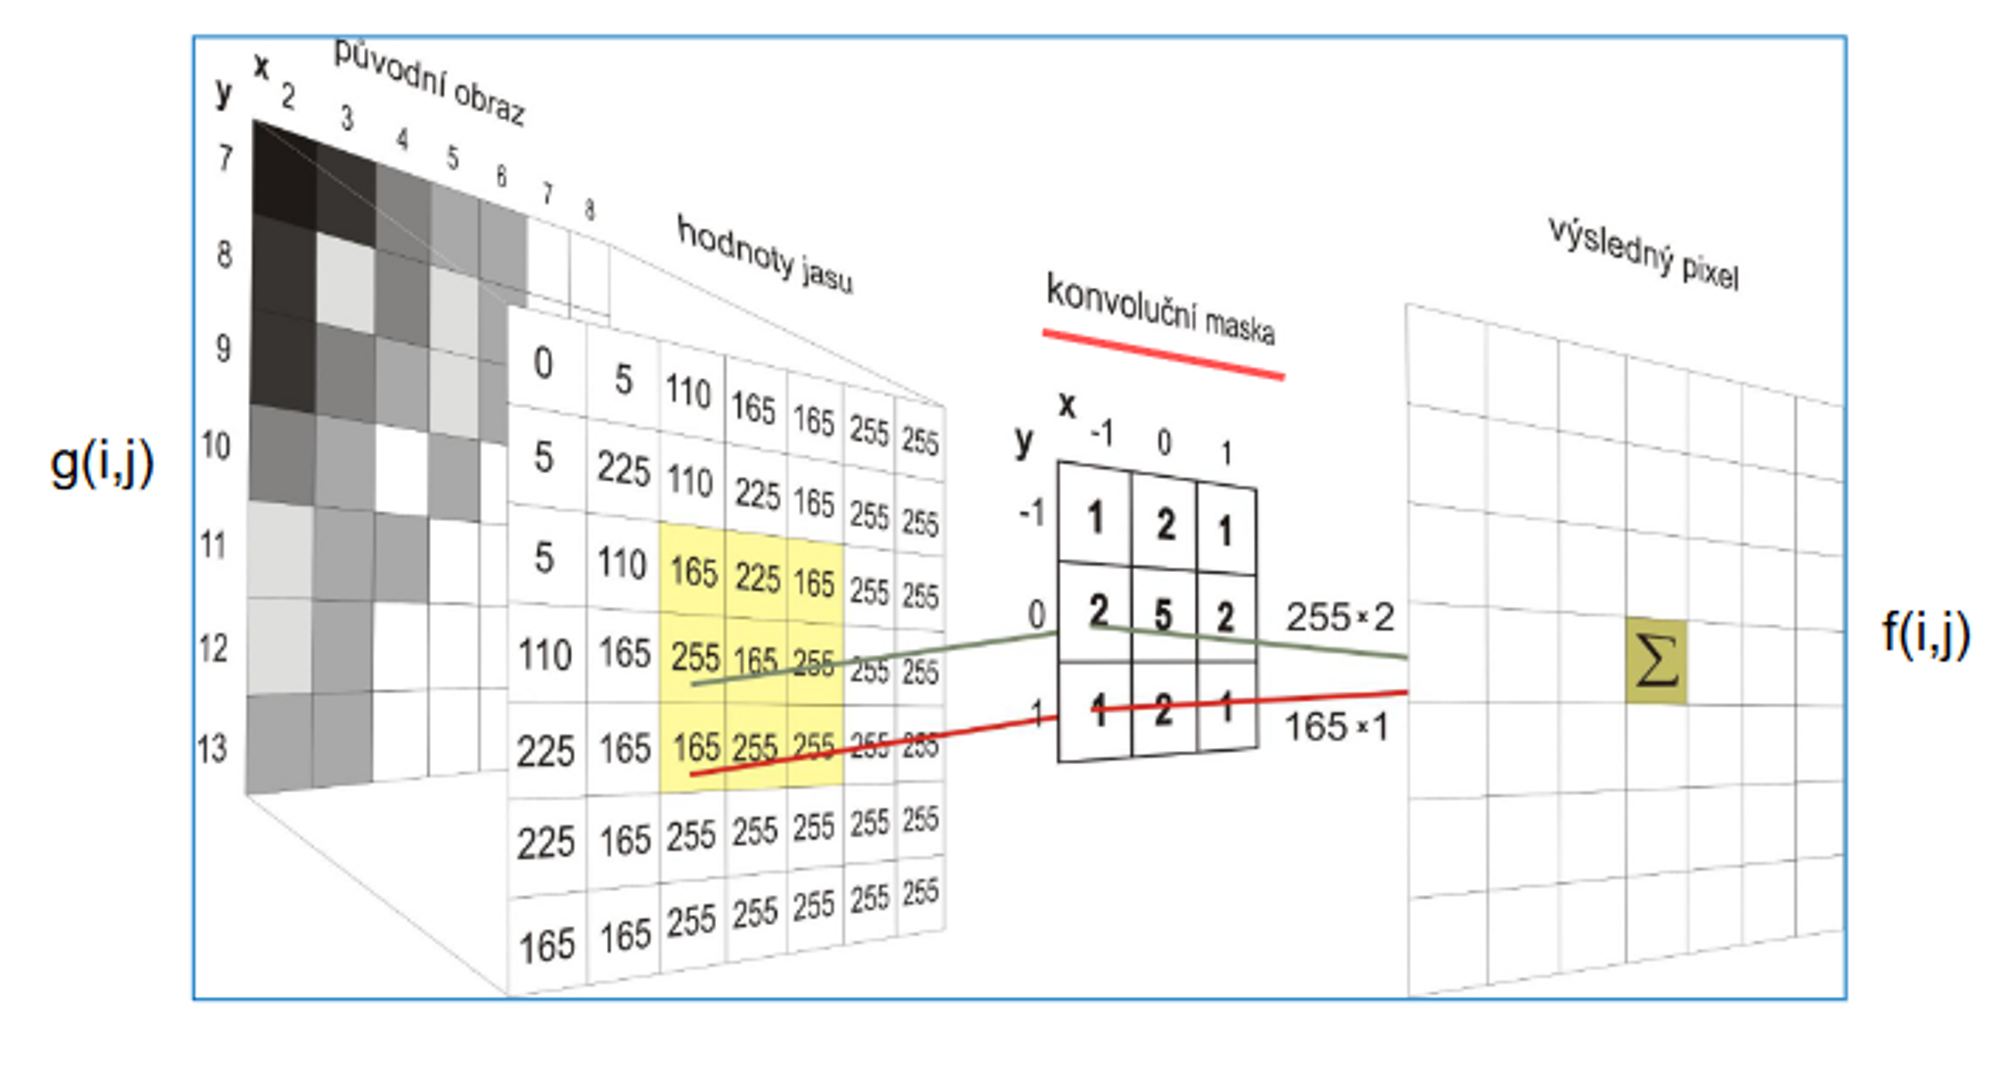 původní obraz
x 2 3 4 5 6 7 8
y
7
8
9
10
11
12
13
g(i,j)
hodnoty jasu
0 5 110 165 165 255 255
5 225 110 225 165 255 255
5 110 165 225 165 255 255
110 165 255 165 255 255 255
225 165 165 255 255 255 255
225 165 255 255 255 255 255
165 165 255 255 255 255 255
konvoluční maska
x -1 0 1
y
-1 1 2 1
0 2 5 2
1 1 2 1
255×2
165×1
výsledný pixel
∑
f(i,j)